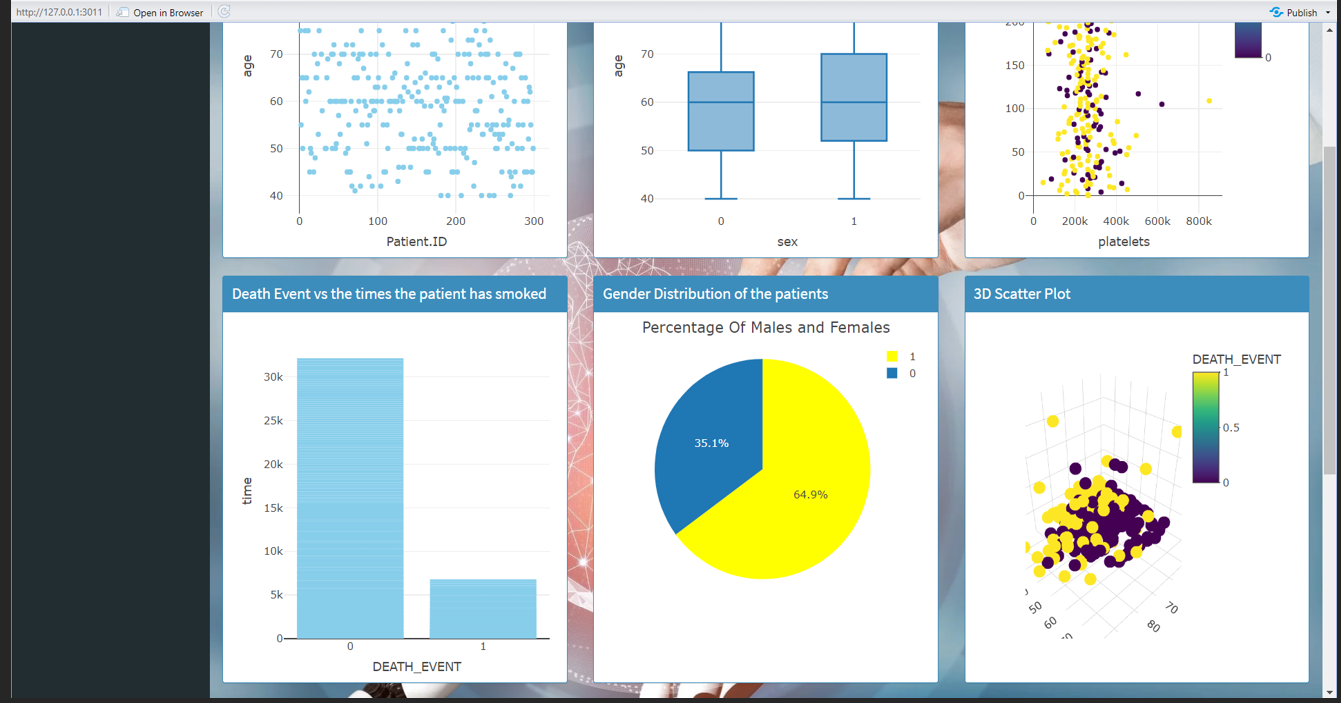 http://127.0.0.1:3011 Open in Browser Publish
age
70
60
50
40
0 100 200 300
Patient.ID
age
70
60
50
40
0 1
sex
200
150
100
50
0
0 200k 400k 600k 800k
platelets
0
Death Event vs the times the patient has smoked
time
30k
25k
20k
15k
10k
5k
0
0 1
DEATH_EVENT
Gender Distribution of the patients
Percentage Of Males and Females
1
0
35.1%
64.9%
3D Scatter Plot
DEATH_EVENT
1
0.5
0
50
60
70
80